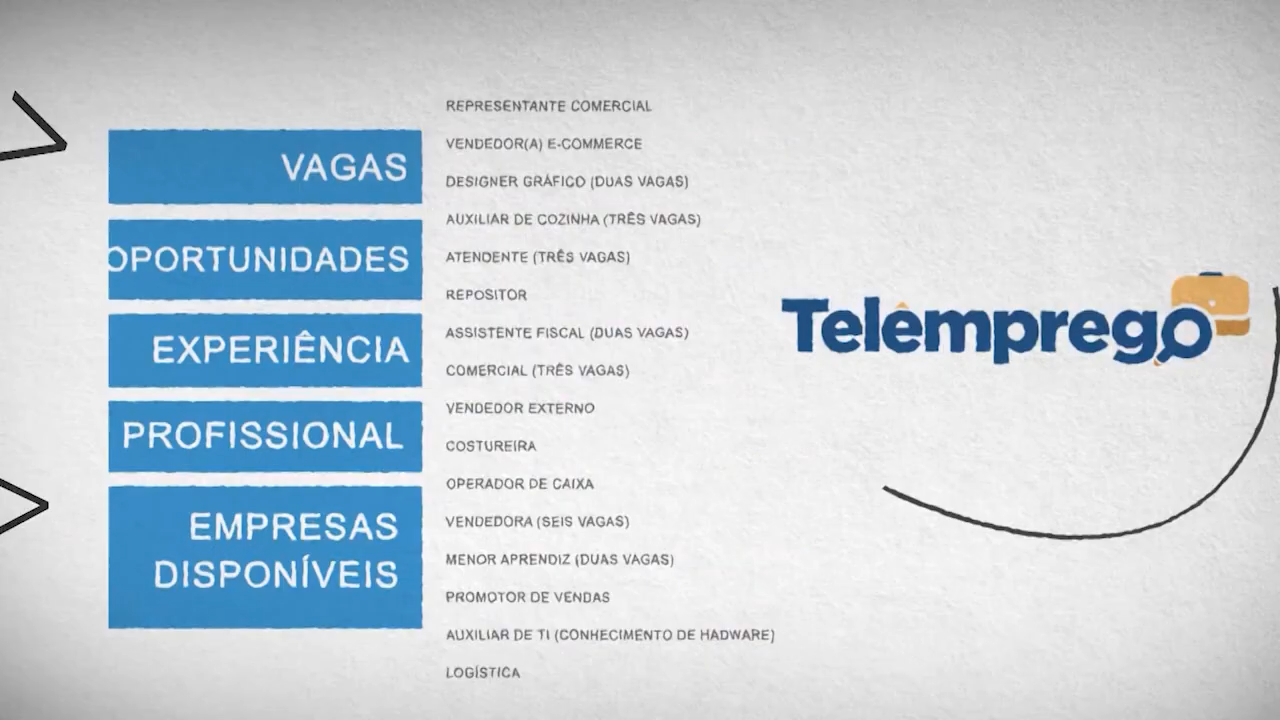 VAGAS
OPORTUNIDADES
EXPERIÊNCIA
PROFISSIONAL
EMPRESAS
DISPONÍVEIS
REPRESENTANTE COMERCIAL
VENDEDOR(A) E-COMMERCE
DESIGNER GRÁFICO (DUAS VAGAS)
AUXILIAR DE COZINHA (TRÊS VAGAS)
ATENDENTE (TRÊS VAGAS)
REPOSITOR
ASSISTENTE FISCAL (DUAS VAGAS)
COMERCIAL (TRÊS VAGAS)
VENDEDOR EXTERNO
COSTUREIRA
OPERADOR DE CAIXA
VENDEDORA (SEIS VAGAS)
MENOR APRENDIZ (DUAS VAGAS)
PROMOTOR DE VENDAS
AUXILIAR DE TI (CONHECIMENTO DE HADWARE)
LOGÍSTICA
Telêmprego